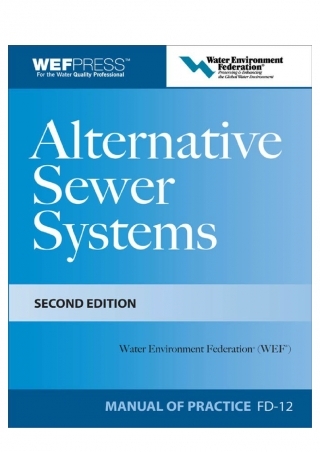 WEFPRESS™
For the Water Quality Professional
Water Environment
Federation®
Preserving & Enhancing
the Global Water Environment
Alternative
Sewer
Systems
SECOND EDITION
Water Environment Federation® (WEF®)
MANUAL OF PRACTICE FD-12